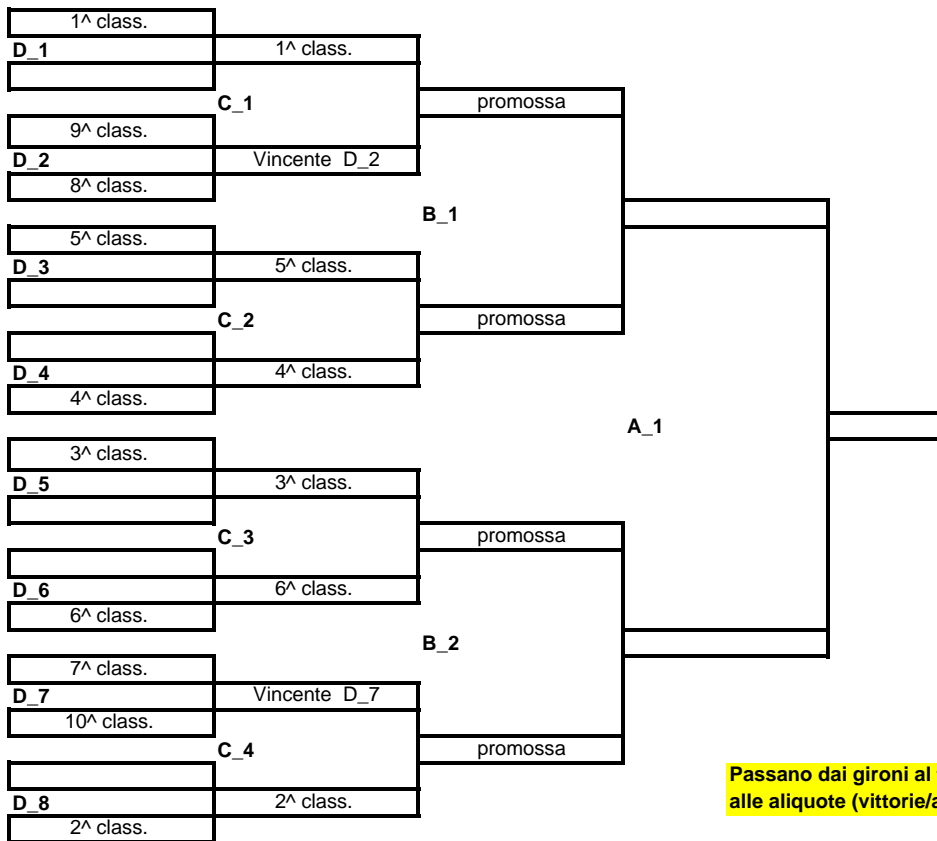 1^ class.
D_1
1^ class.
C_1
promossa
9^ class.
D_2
Vincente D_2
8^ class.
B_1
5^ class.
D_3
5^ class.
C_2
promossa
D_4
4^ class.
4^ class.
A_1
3^ class.
D_5
3^ class.
C_3
promossa
D_6
6^ class.
6^ class.
B_2
7^ class.
D_7
Vincente D_7
10^ class.
C_4
promossa
D_8
2^ class.
2^ class.
Passano dai gironi al
alle aliquote (vittorie/a